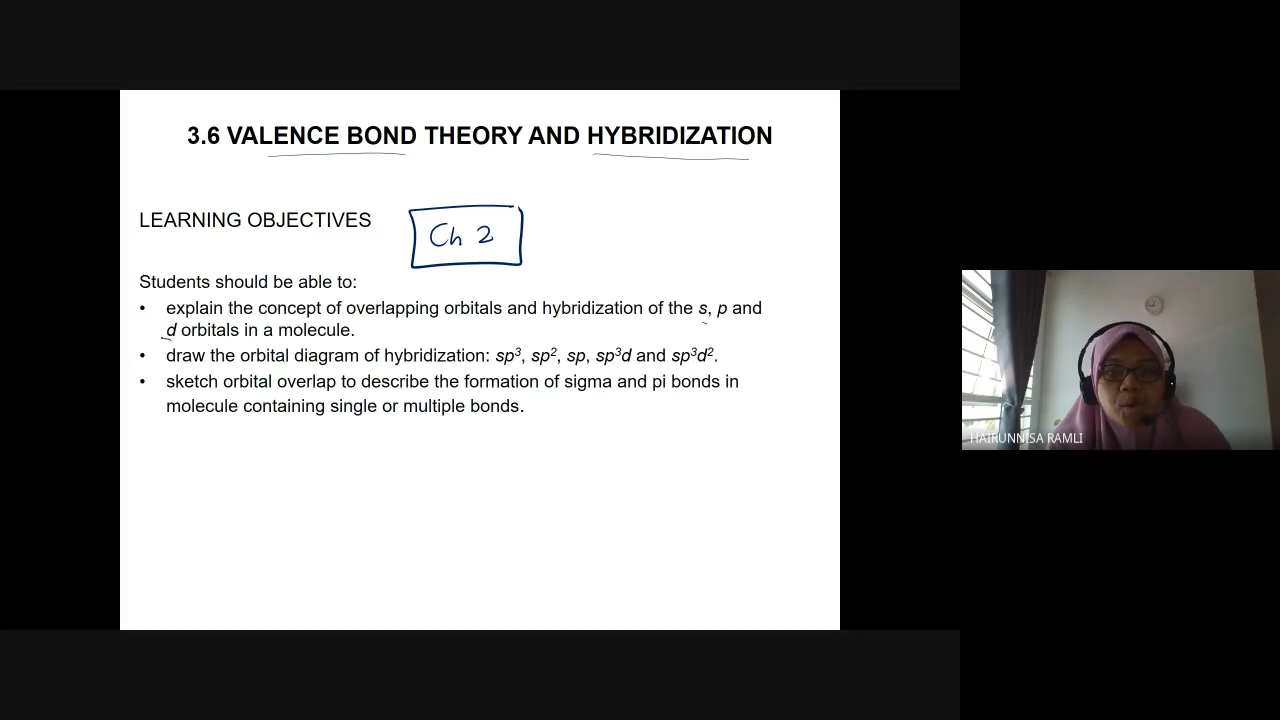 3.6 VALENCE BOND THEORY AND HYBRIDIZATION
LEARNING OBJECTIVES
Ch 2
Students should be able to:
• explain the concept of overlapping orbitals and hybridization of the s, p and
d orbitals in a molecule.
• draw the orbital diagram of hybridization: sp³, sp², sp, sp³d and sp³d².
• sketch orbital overlap to describe the formation of sigma and pi bonds in
molecule containing single or multiple bonds.
HAIRUNNISA RAMLI